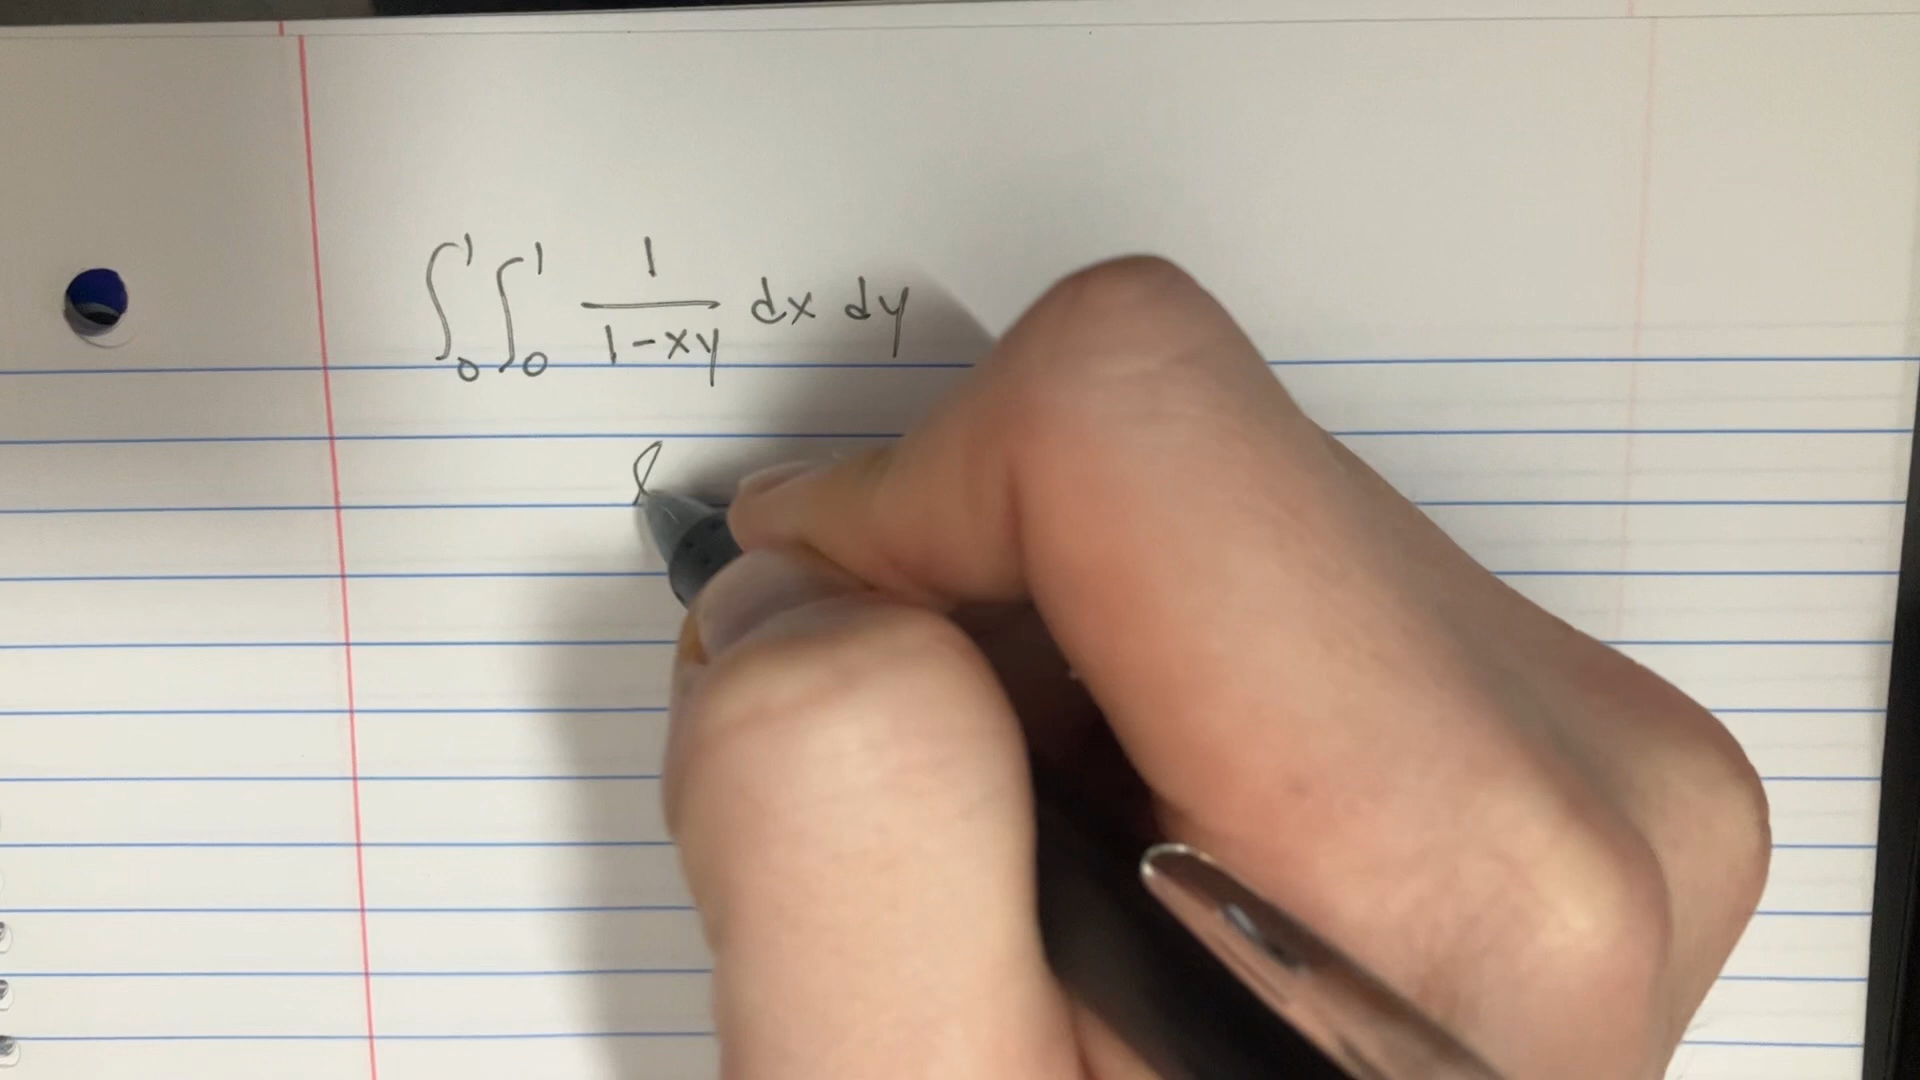 ∫₀¹ ∫₀¹ 1/(1-xy) dx dy